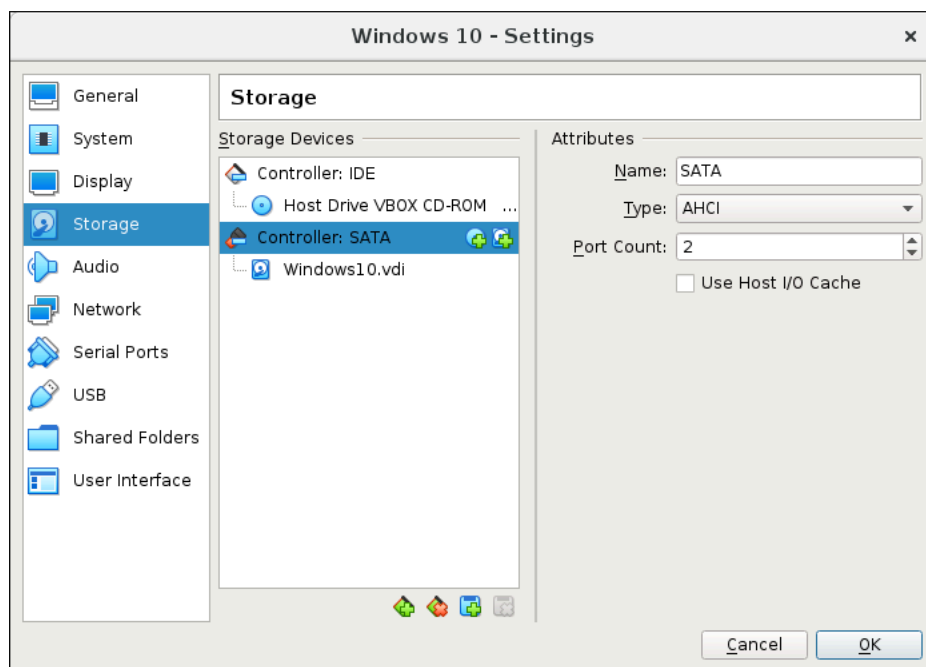 Windows 10 - Settings
General
System
Display
Storage
Audio
Network
Serial Ports
USB
Shared Folders
User Interface
Storage
Storage Devices
Controller: IDE
Host Drive VBOX CD-ROM ...
Controller: SATA
Windows10.vdi
Attributes
Name: SATA
Type: AHCI
Port Count: 2
Use Host I/O Cache
Cancel
OK